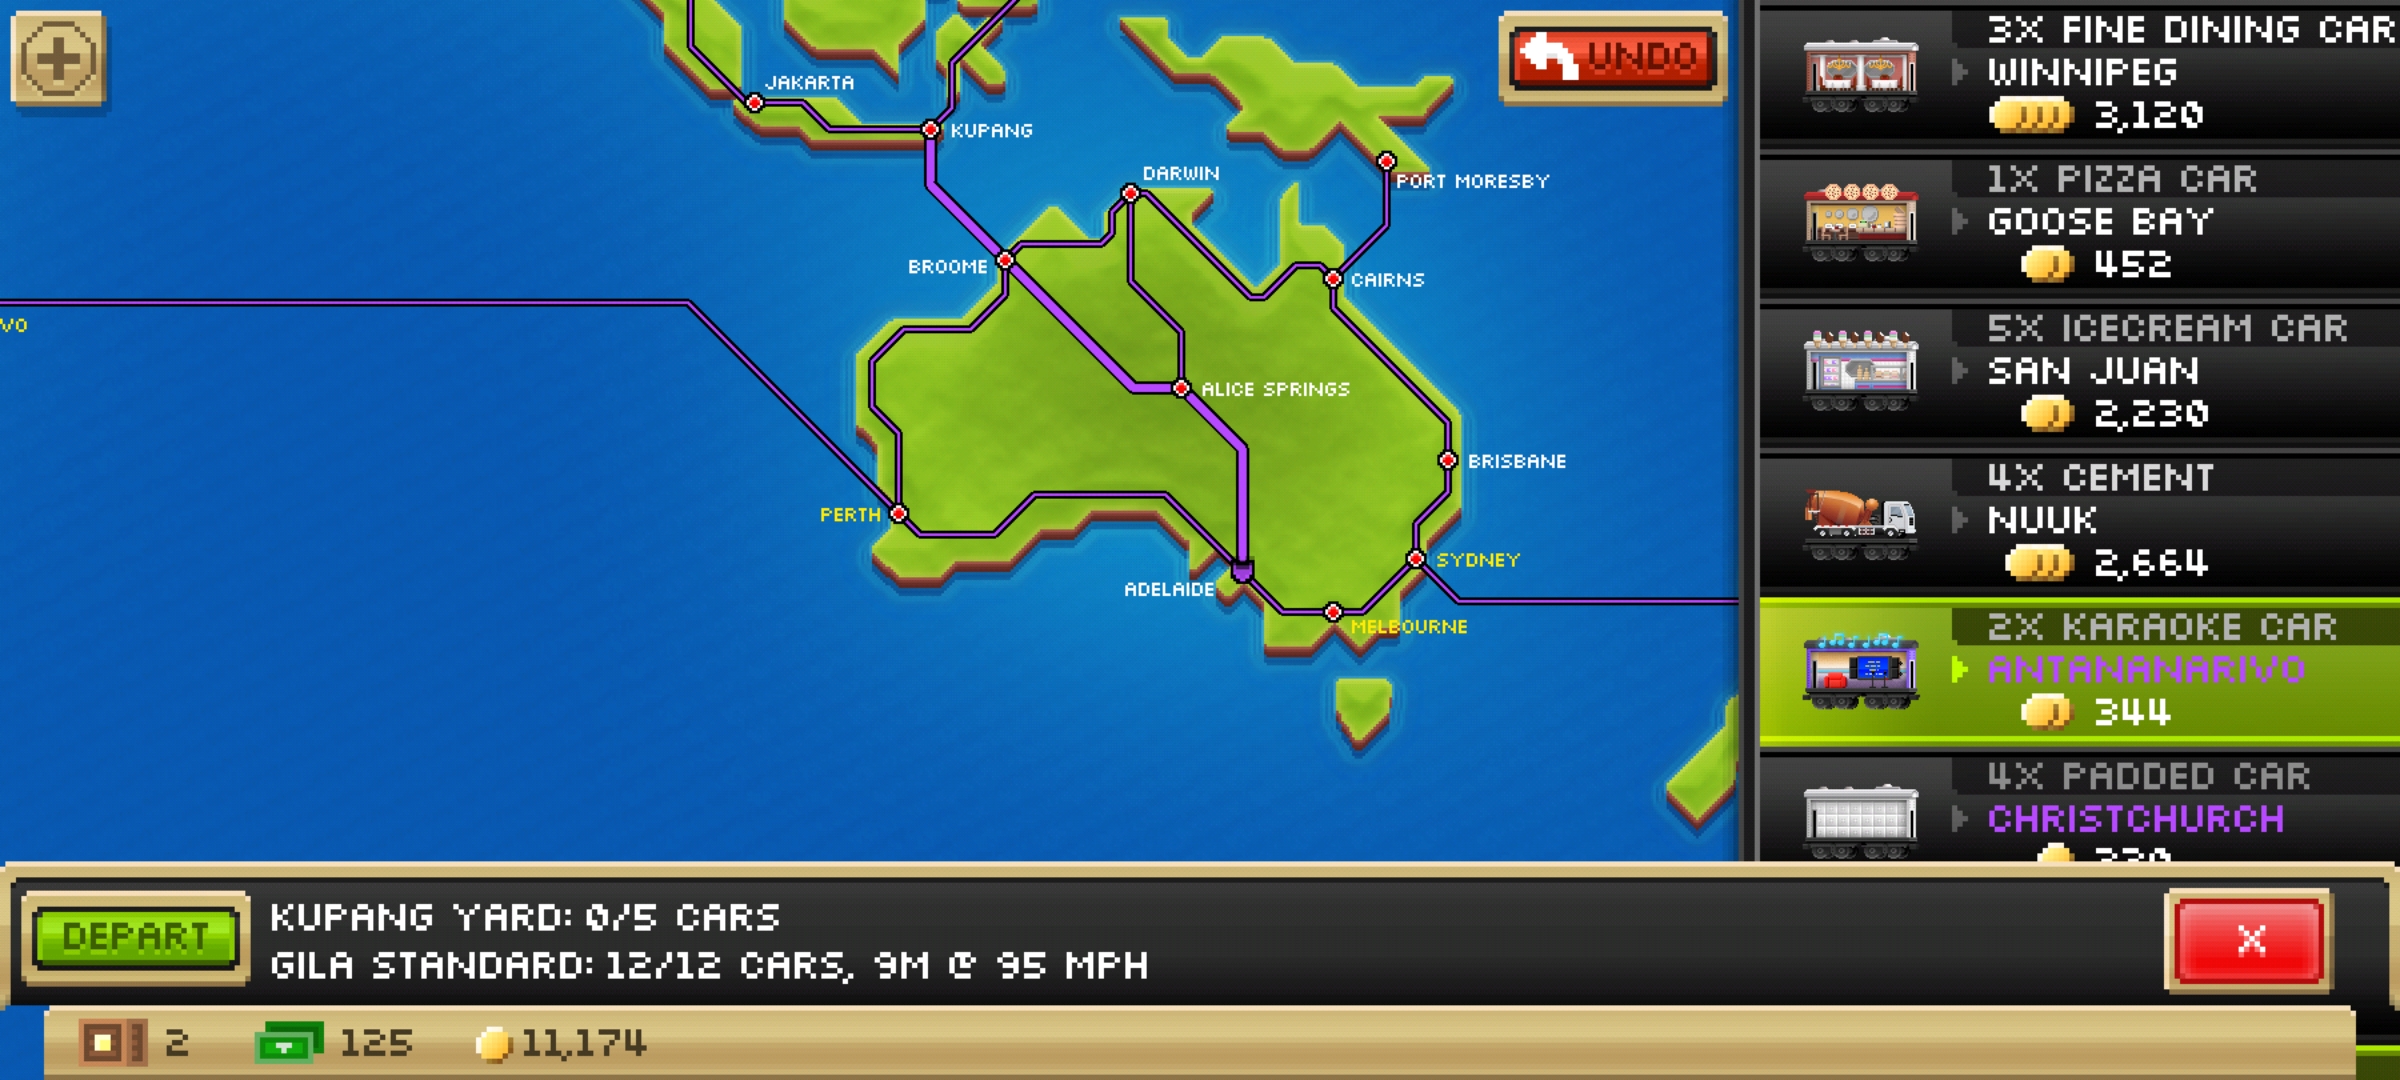 UNDO
JAKARTA
KUPANG
DARWIN
PORT MORESBY
BROOME
CAIRNS
VO
ALICE SPRINGS
BRISBANE
PERTH
SYDNEY
ADELAIDE
MELBOURNE
3X FINE DINING CAR
WINNIPEG
3,120
1X PIZZA CAR
GOOSE BAY
452
5X ICECREAM CAR
SAN JUAN
2,230
4X CEMENT
NUUK
2,664
2X KARAOKE CAR
ANTANANARIVO
344
4X PADDED CAR
CHRISTCHURCH
DEPART
KUPANG YARD: 0/5 CARS
GILA STANDARD: 12/12 CARS, 9M @ 95 MPH
X
2
125
11,174